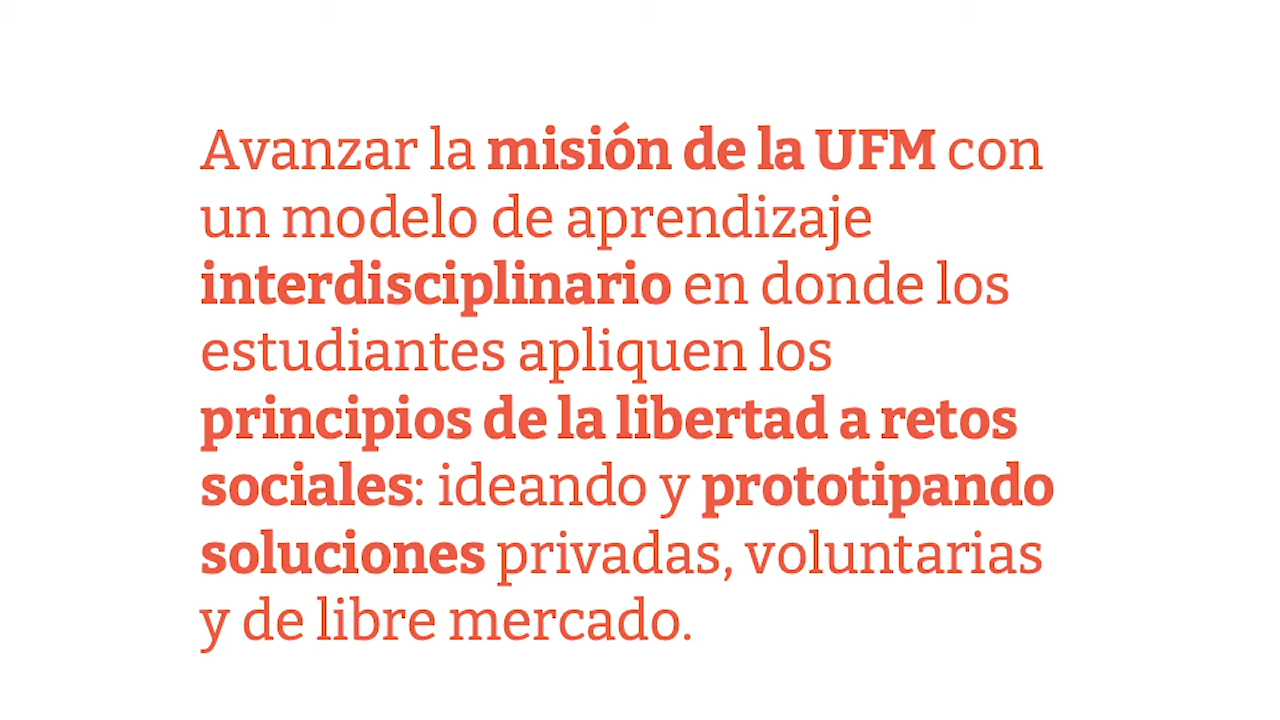 Avanzar la misión de la UFM con
un modelo de aprendizaje
interdisciplinario en donde los
estudiantes apliquen los
principios de la libertad a retos
sociales: ideando y prototipando
soluciones privadas, voluntarias
y de libre mercado.